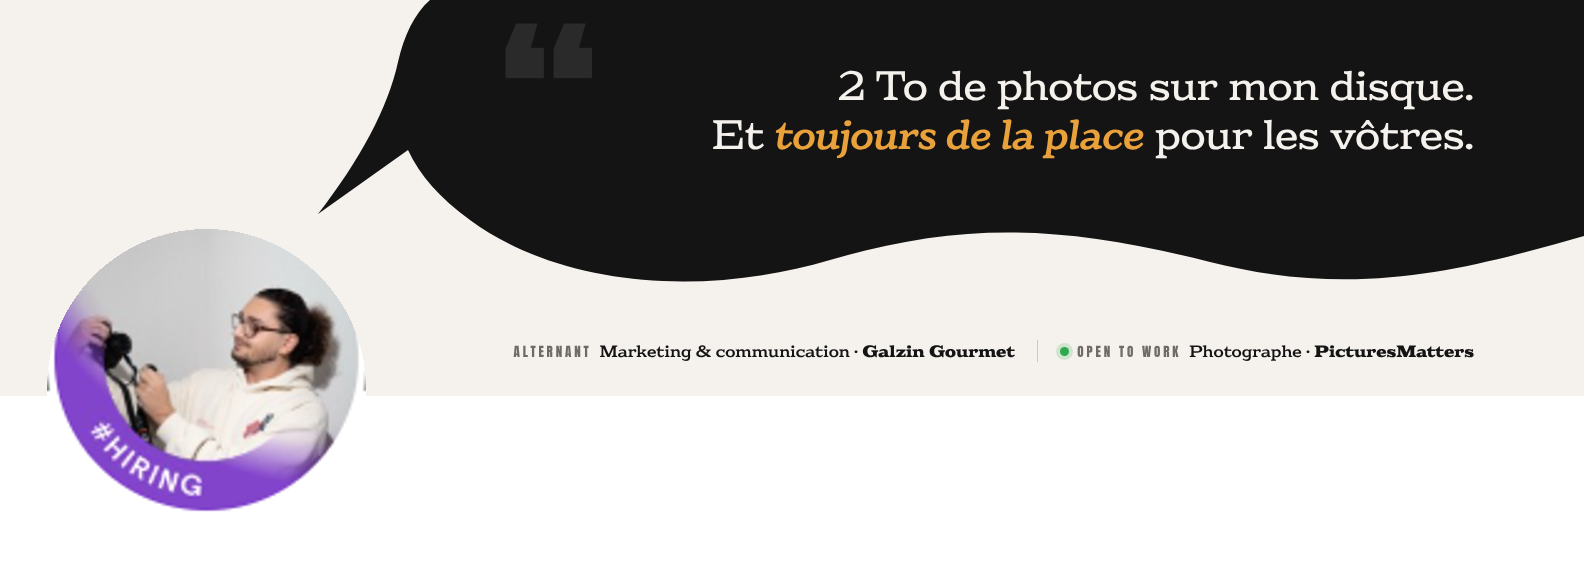 2 To de photos sur mon disque.
Et toujours de la place pour les vôtres.
ALTERNANT Marketing & communication · Galzin Gourmet
OPEN TO WORK Photographe · PicturesMatters
#HIRING